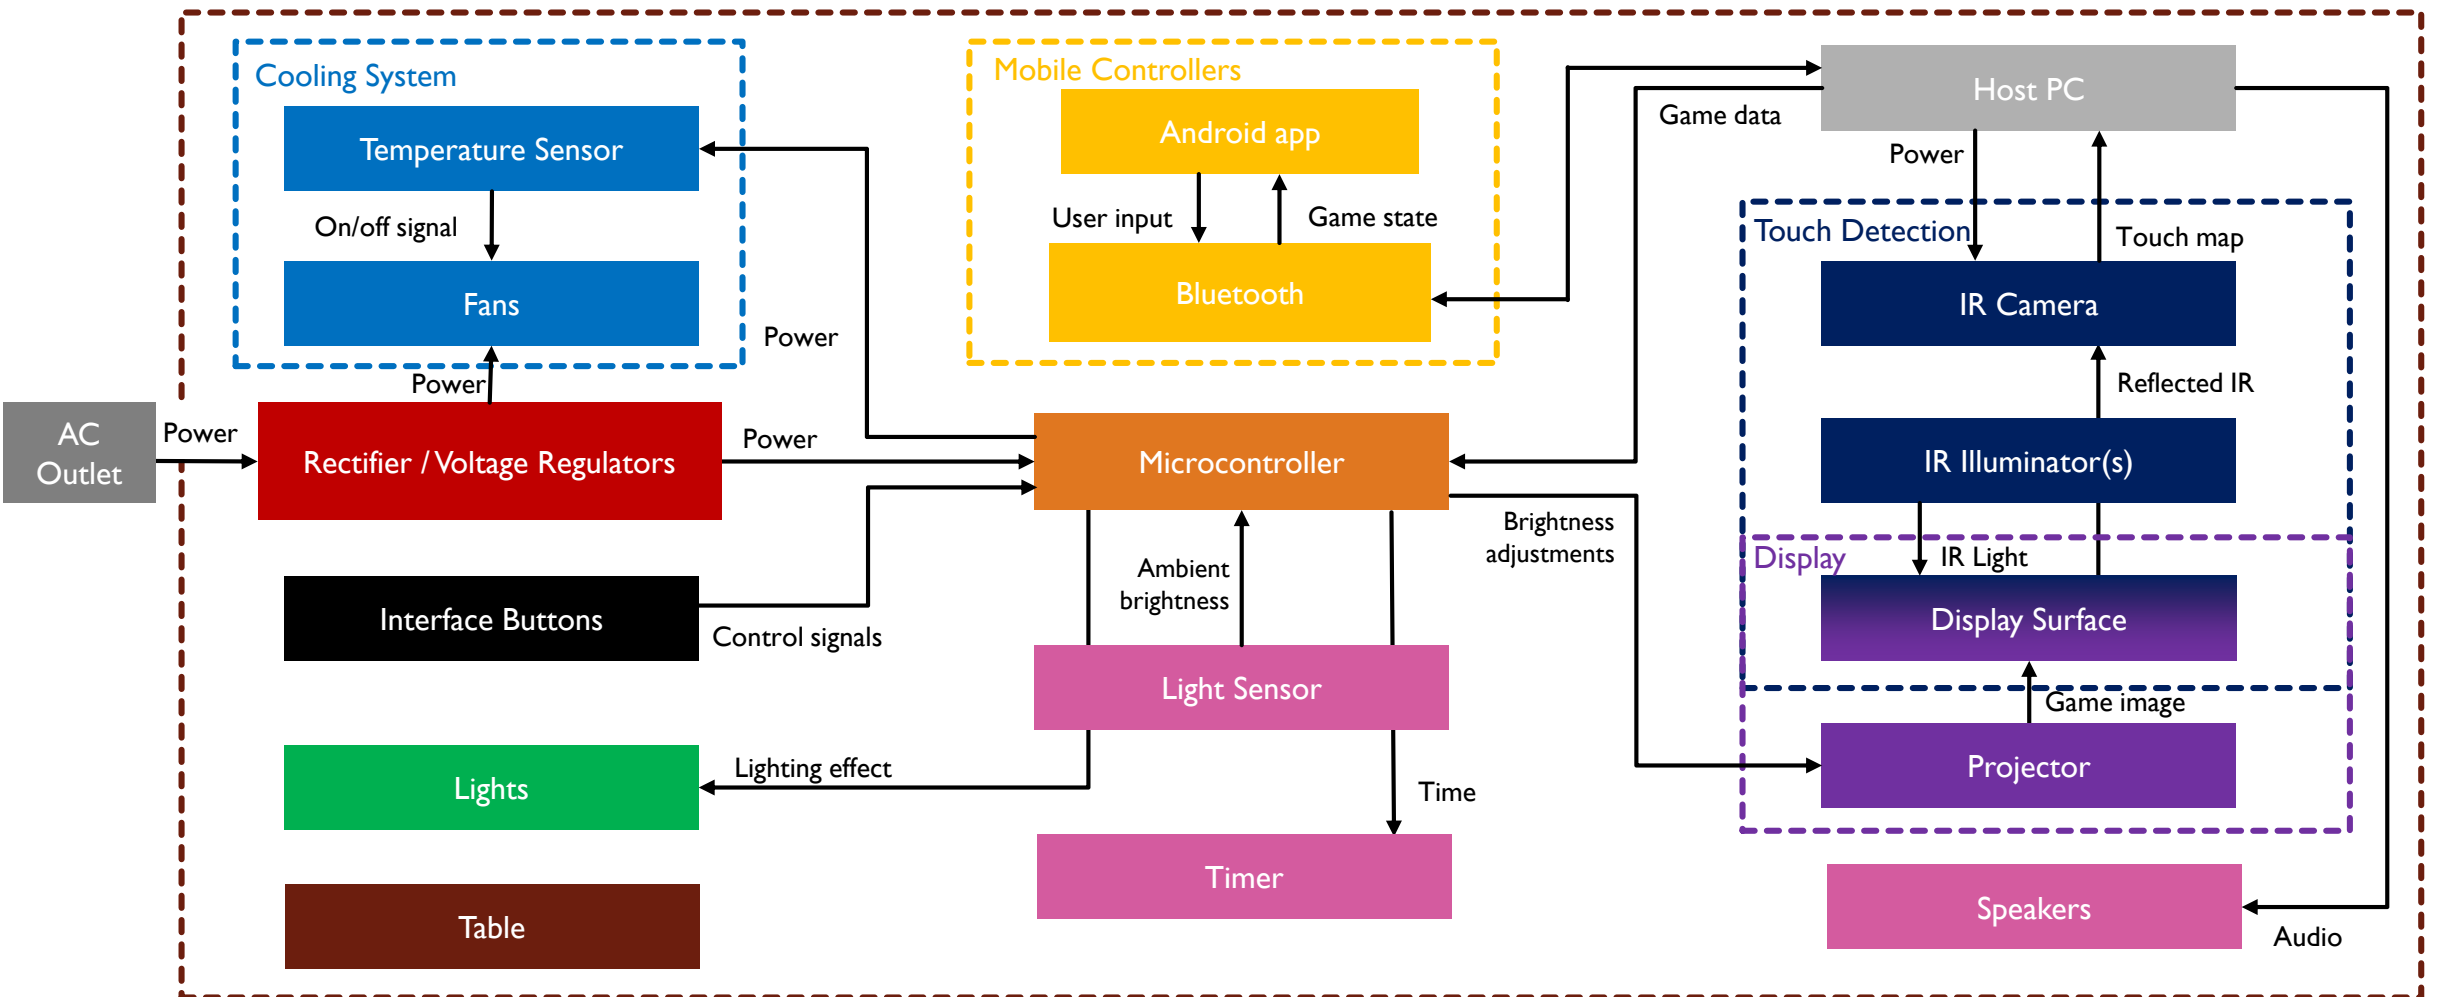 Cooling System
Temperature Sensor
On/off signal
Fans
Power
Power
AC
Outlet
Power
Rectifier / Voltage Regulators
Power
Interface Buttons
Control signals
Lights
Lighting effect
Table
Mobile Controllers
Android app
User input
Game state
Bluetooth
Microcontroller
Ambient
brightness
Light Sensor
Time
Timer
Brightness
adjustments
Host PC
Game data
Power
Touch Detection
Touch map
IR Camera
Reflected IR
IR Illuminator(s)
Display
IR Light
Display Surface
Game image
Projector
Speakers
Audio